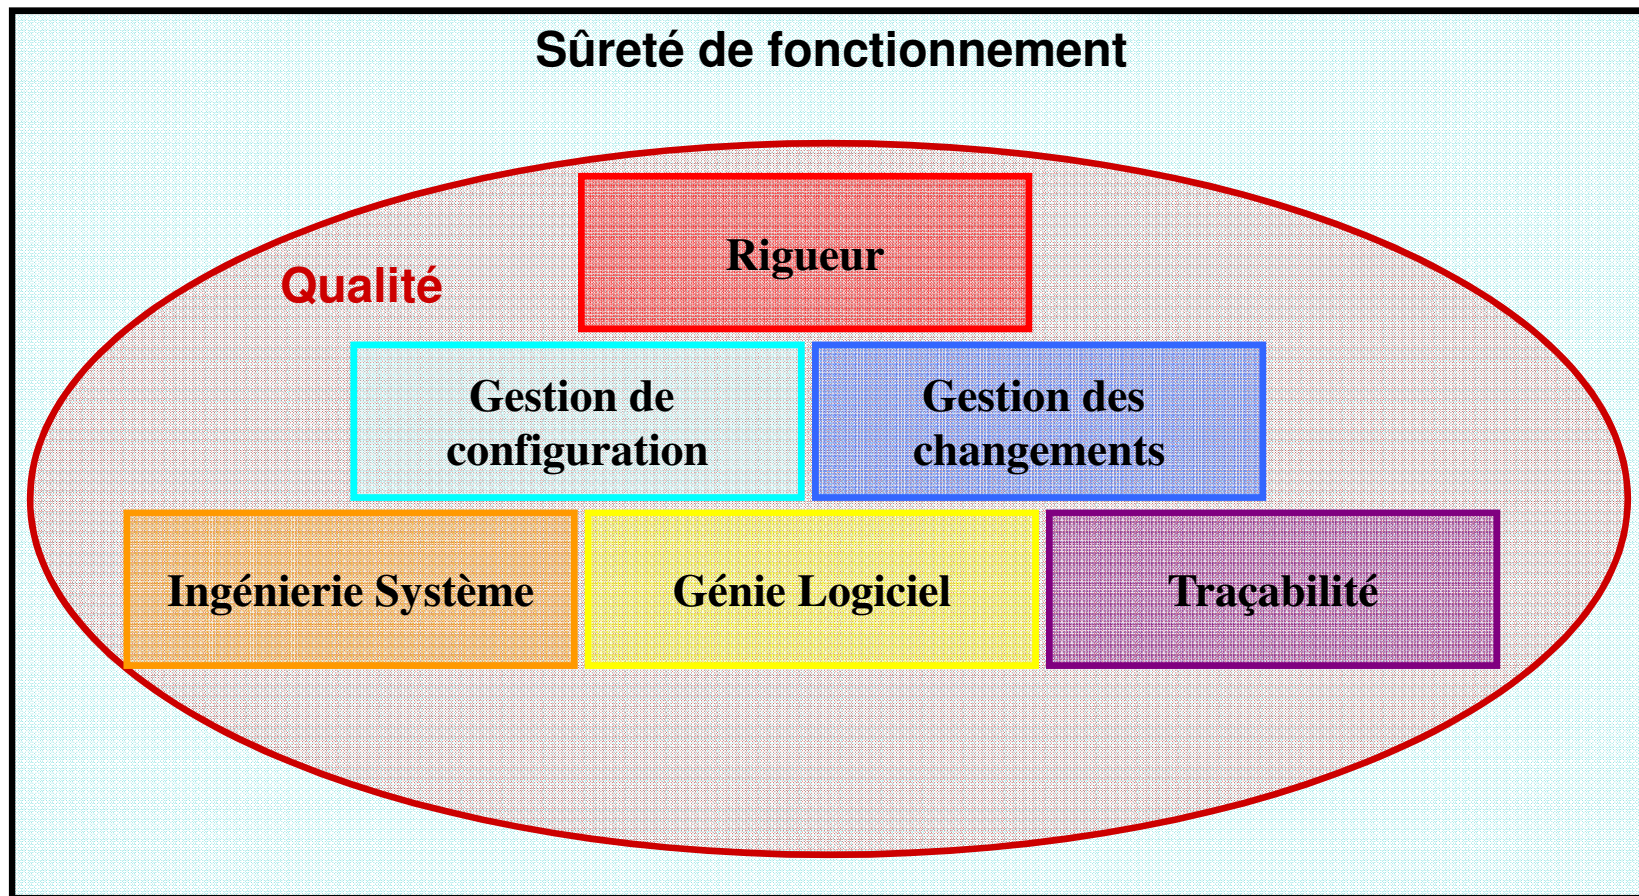 Sûreté de fonctionnement
Rigueur
Qualité
Gestion de
configuration
Gestion des
changements
Ingénierie Système
Génie Logiciel
Traçabilité